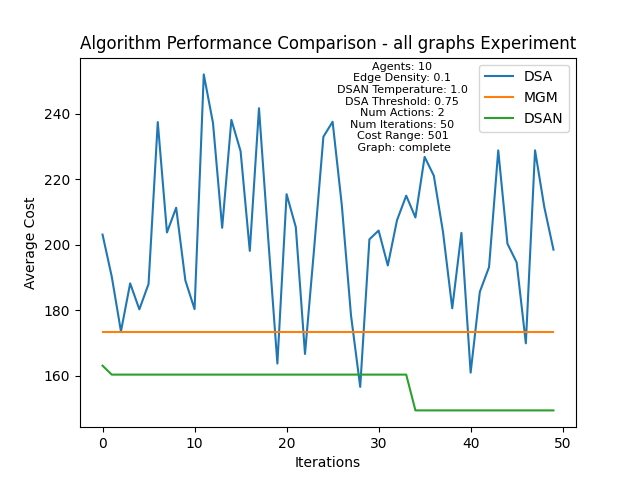 Algorithm Performance Comparison - all graphs Experiment
Agents: 10
Edge Density: 0.1
DSAN Temperature: 1.0
DSA Threshold: 0.75
Num Actions: 2
Num Iterations: 50
Cost Range: 501
Graph: complete
DSA
MGM
DSAN
Average Cost
240
220
200
180
160
0 10 20 30 40 50
Iterations